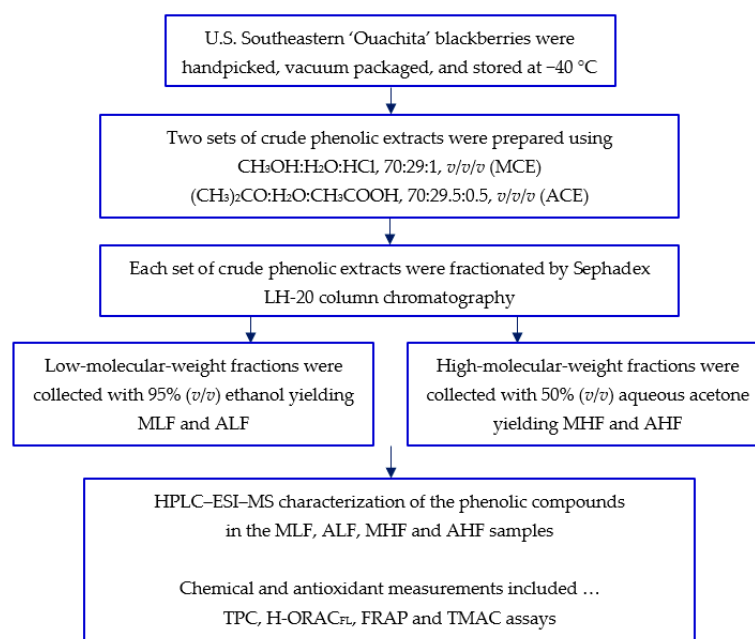 U.S. Southeastern ‘Ouachita’ blackberries were
handpicked, vacuum packaged, and stored at −40 °C
Two sets of crude phenolic extracts were prepared using
CH₃OH:H₂O:HCl, 70:29:1, v/v/v (MCE)
(CH₃)₂CO:H₂O:CH₃COOH, 70:29.5:0.5, v/v/v (ACE)
Each set of crude phenolic extracts were fractionated by Sephadex
LH-20 column chromatography
Low-molecular-weight fractions were
collected with 95% (v/v) ethanol yielding
MLF and ALF
High-molecular-weight fractions were
collected with 50% (v/v) aqueous acetone
yielding MHF and AHF
HPLC–ESI–MS characterization of the phenolic compounds
in the MLF, ALF, MHF and AHF samples
Chemical and antioxidant measurements included …
TPC, H-ORACFL, FRAP and TMAC assays